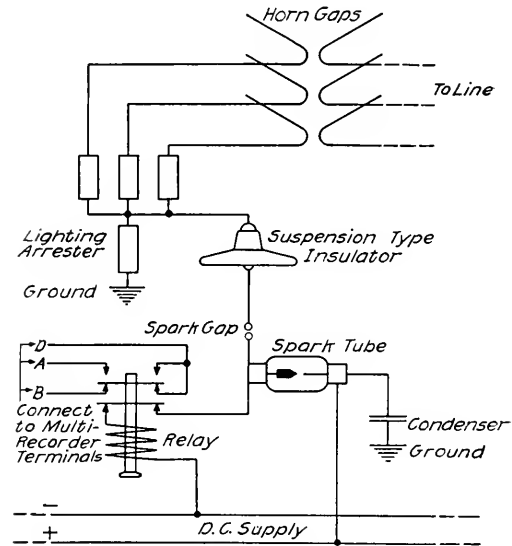 Horn Gaps
To Line
Lighting
Arrester
Ground
Suspension Type
Insulator
Spark Gap
Spark Tube
D
A
B
Connect
to Multi-
Recorder
Terminals
Relay
Condenser
Ground
−
+
D.C. Supply